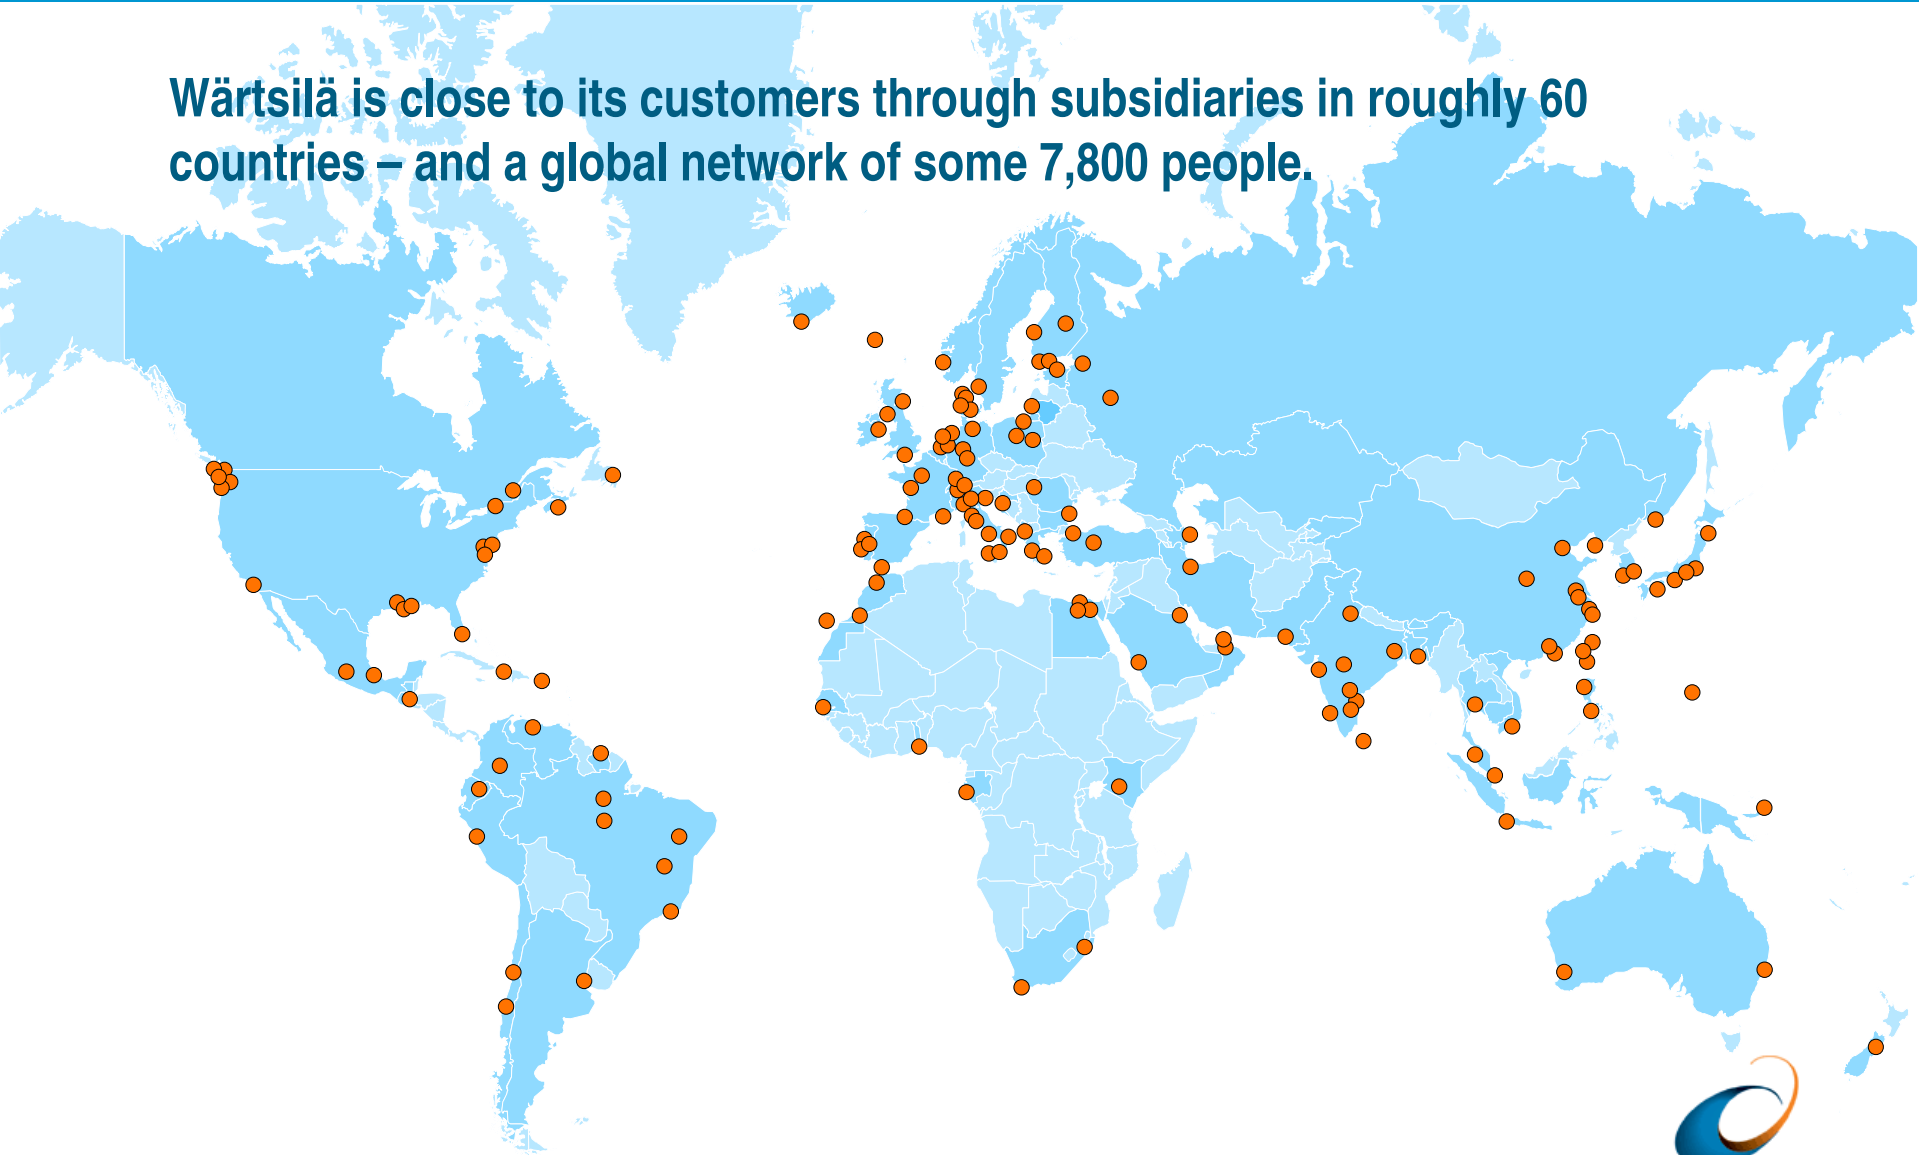 Wärtsilä is close to its customers through subsidiaries in roughly 60
countries – and a global network of some 7,800 people.